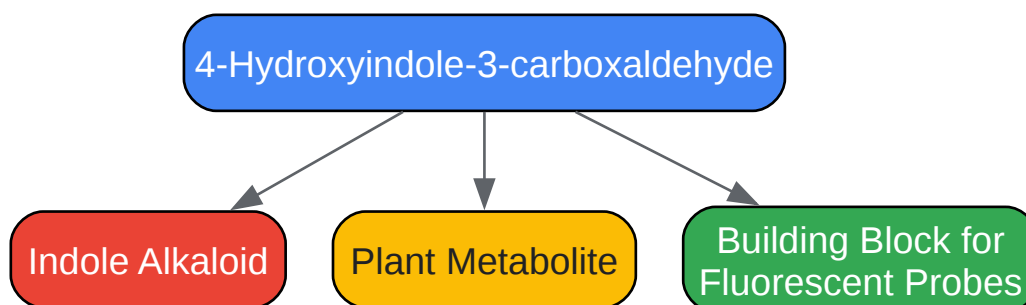 4-Hydroxyindole-3-carboxaldehyde
Indole Alkaloid
Plant Metabolite
Building Block for
Fluorescent Probes